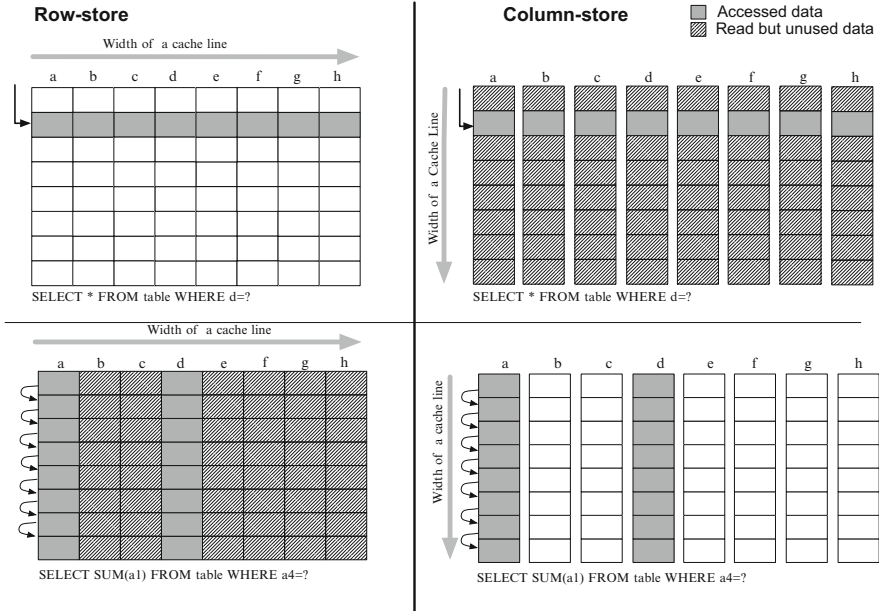 Row-store
Column-store
Accessed data
Read but unused data
Width of a cache line
a b c d e f g h
SELECT * FROM table WHERE d=?
a b c d e f g h
Width of a Cache Line
SELECT * FROM table WHERE d=?
Width of a cache line
a b c d e f g h
SELECT SUM(a1) FROM table WHERE a4=?
a b c d e f g h
Width of a cache line
SELECT SUM(a1) FROM table WHERE a4=?